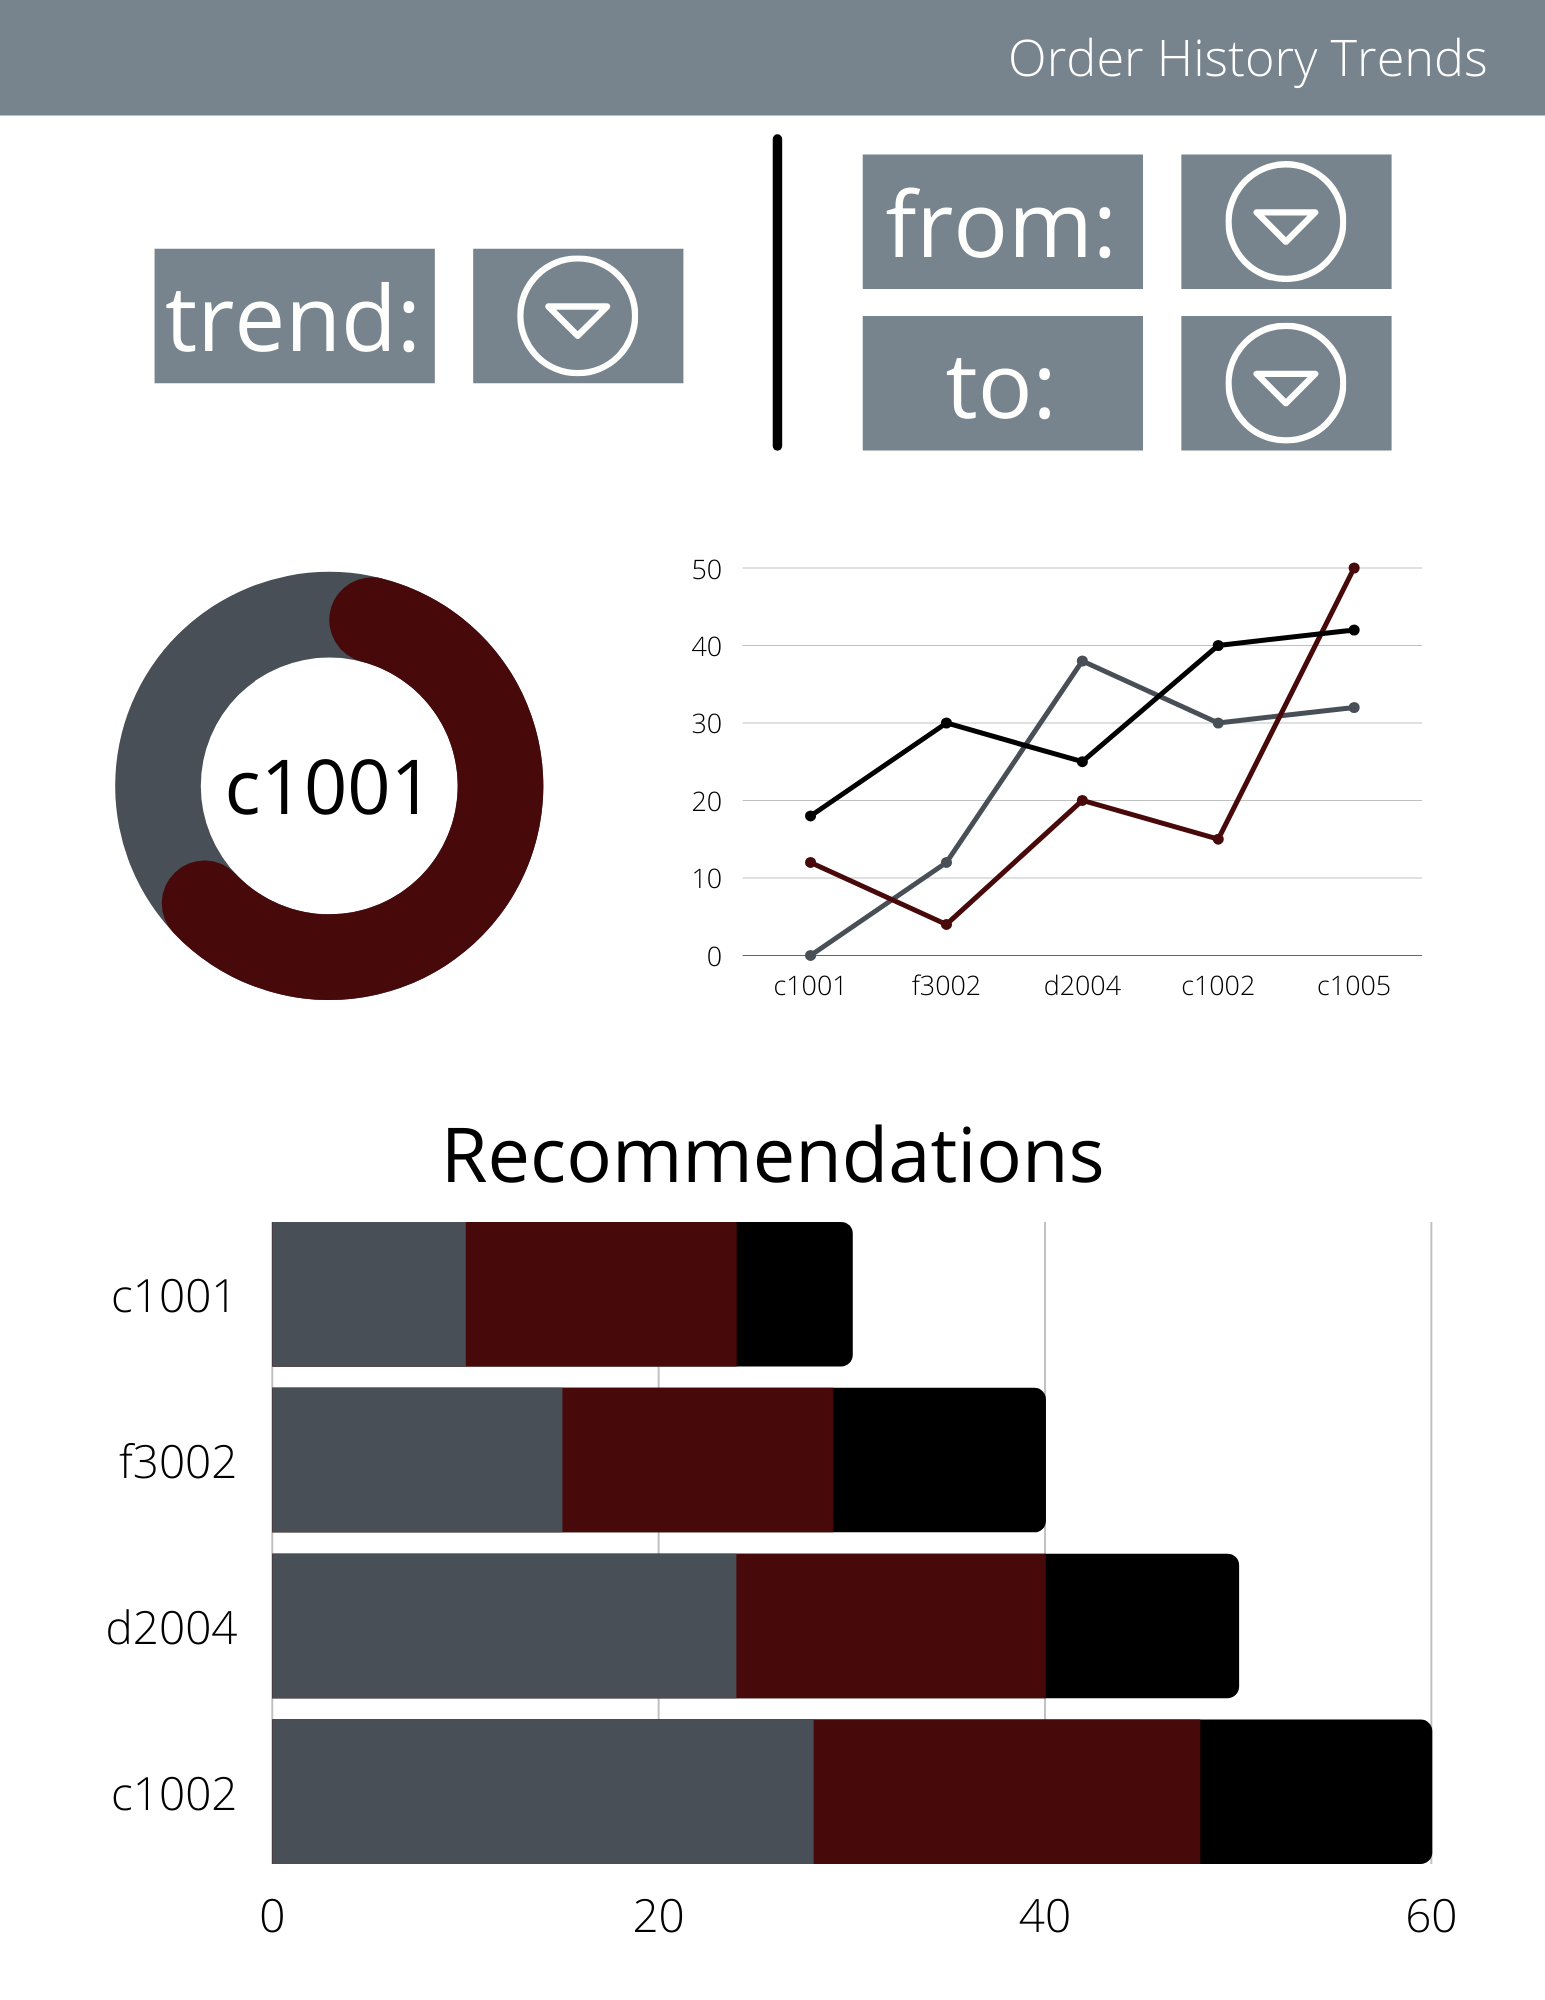 Order History Trends
trend:
from:
to:
c1001
50
40
30
20
10
0
c1001 f3002 d2004 c1002 c1005
Recommendations
c1001
f3002
d2004
c1002
0 20 40 60